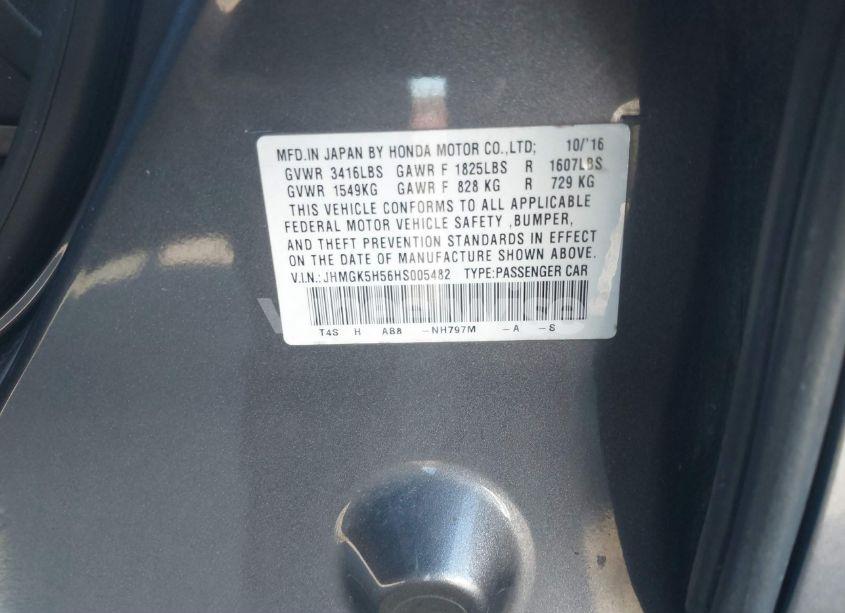 MFD.IN JAPAN BY HONDA MOTOR CO.,LTD; 10/'16
GVWR 3416LBS GAWR F 1825LBS R 1607LBS
GVWR 1549KG GAWR F 828 KG R 729 KG
THIS VEHICLE CONFORMS TO ALL APPLICABLE
FEDERAL MOTOR VEHICLE SAFETY ,BUMPER,
AND THEFT PREVENTION STANDARDS IN EFFECT
ON THE DATE OF MANUFACTURE SHOWN ABOVE.
V.I.N.:JHMGK5H56HS005482 TYPE:PASSENGER CAR
T4S H A88 -NH797M -A -S